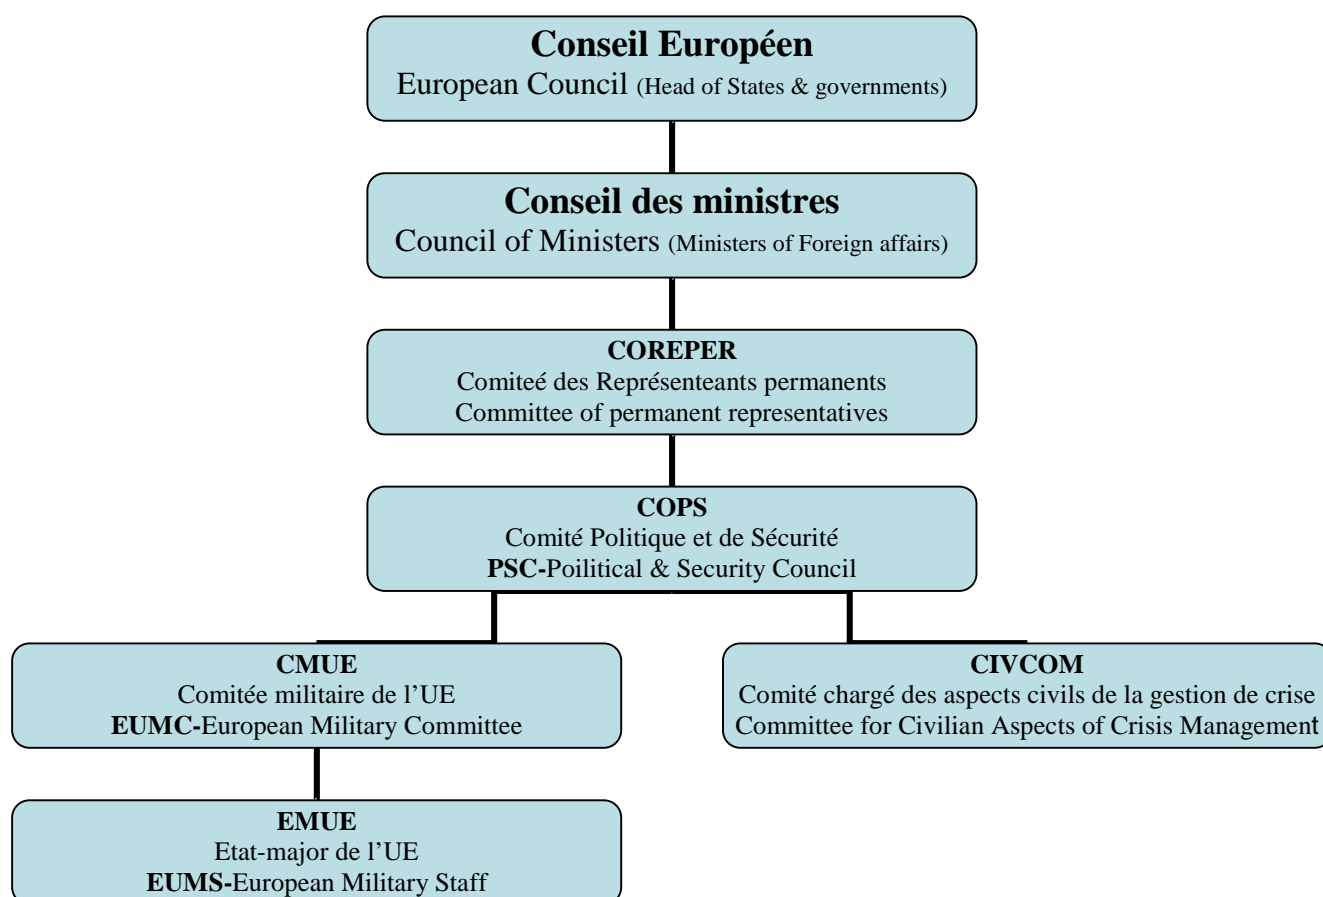 Conseil Européen
European Council (Head of States & governments)
Conseil des ministres
Council of Ministers (Ministers of Foreign affairs)
COREPER
Comiteé des Représenteants permanents
Committee of permanent representatives
COPS
Comité Politique et de Sécurité
PSC-Poilitical & Security Council
CMUE
Comitée militaire de l’UE
EUMC-European Military Committee
CIVCOM
Comité chargé des aspects civils de la gestion de crise
Committee for Civilian Aspects of Crisis Management
EMUE
Etat-major de l’UE
EUMS-European Military Staff